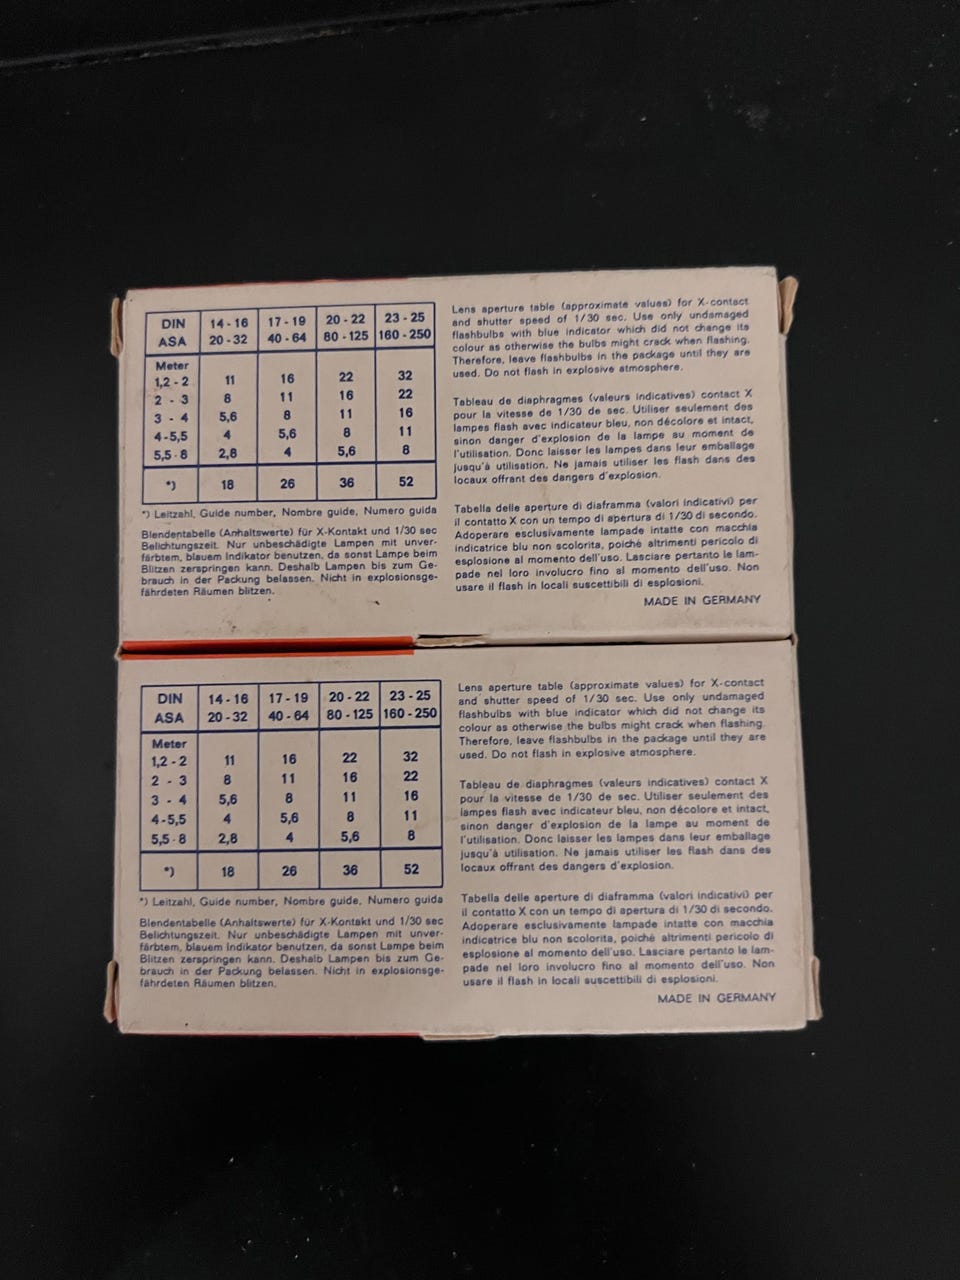 DIN 14 - 16 17 - 19 20 - 22 23 - 25
ASA 20 - 32 40 - 64 80 - 125 160 - 250
Meter
1,2 - 2 11 16 22 32
2 - 3 8 11 16 22
3 - 4 5,6 8 11 16
4-5,5 4 5,6 8 11
5,5 - 8 2,8 4 5,6 8
*) 18 26 36 52
*) Leitzahl, Guide number, Nombre guide, Numero guida
Blendentabelle (Anhaltswerte) für X-Kontakt und 1/30 sec
Belichtungszeit. Nur unbeschädigte Lampen mit unver-
färbtem, blauem Indikator benutzen, da sonst Lampe beim
Blitzen zerspringen kann. Deshalb Lampen bis zum Ge-
brauch in der Packung belassen. Nicht in explosionsge-
fährdeten Räumen blitzen.
Lens aperture table (approximate values) for X-contact
and shutter speed of 1/30 sec. Use only undamaged
flashbulbs with blue indicator which did not change its
colour as otherwise the bulbs might crack when flashing.
Therefore, leave flashbulbs in the package until they are
used. Do not flash in explosive atmosphere.
Tableau de diaphragmes (valeurs indicatives) contact X
pour la vitesse de 1/30 de sec. Utiliser seulement des
lampes flash avec indicateur bleu, non décolore et intact,
sinon danger d'explosion de la lampe au moment de
l'utilisation. Donc laisser les lampes dans leur emballage
jusqu'à utilisation. Ne jamais utiliser les flash dans des
locaux offrant des dangers d'explosion.
Tabella delle aperture di diaframma (valori indicativi) per
il contatto X con un tempo di apertura di 1/30 di secondo.
Adoperare esclusivamente lampade intatte con macchia
indicatrice blu non scolorita, poichè altrimenti pericolo di
esplosione al momento dell'uso. Lasciare pertanto le lam-
pade nel loro involucro fino al momento dell'uso. Non
usare il flash in locali suscettibili di esplosioni.
MADE IN GERMANY
DIN 14 - 16 17 - 19 20 - 22 23 - 25
ASA 20 - 32 40 - 64 80 - 125 160 - 250
Meter
1,2 - 2 11 16 22 32
2 - 3 8 11 16 22
3 - 4 5,6 8 11 16
4-5,5 4 5,6 8 11
5,5 - 8 2,8 4 5,6 8
*) 18 26 36 52
*) Leitzahl, Guide number, Nombre guide, Numero guida
Blendentabelle (Anhaltswerte) für X-Kontakt und 1/30 sec
Belichtungszeit. Nur unbeschädigte Lampen mit unver-
färbtem, blauem Indikator benutzen, da sonst Lampe beim
Blitzen zerspringen kann. Deshalb Lampen bis zum Ge-
brauch in der Packung belassen. Nicht in explosionsge-
fährdeten Räumen blitzen.
Lens aperture table (approximate values) for X-contact
and shutter speed of 1/30 sec. Use only undamaged
flashbulbs with blue indicator which did not change its
colour as otherwise the bulbs might crack when flashing.
Therefore, leave flashbulbs in the package until they are
used. Do not flash in explosive atmosphere.
Tableau de diaphragmes (valeurs indicatives) contact X
pour la vitesse de 1/30 de sec. Utiliser seulement des
lampes flash avec indicateur bleu, non décolore et intact,
sinon danger d'explosion de la lampe au moment de
l'utilisation. Donc laisser les lampes dans leur emballage
jusqu'à utilisation. Ne jamais utiliser les flash dans des
locaux offrant des dangers d'explosion.
Tabella delle aperture di diaframma (valori indicativi) per
il contatto X con un tempo di apertura di 1/30 di secondo.
Adoperare esclusivamente lampade intatte con macchia
indicatrice blu non scolorita, poichè altrimenti pericolo di
esplosione al momento dell'uso. Lasciare pertanto le lam-
pade nel loro involucro fino al momento dell'uso. Non
usare il flash in locali suscettibili di esplosioni.
MADE IN GERMANY